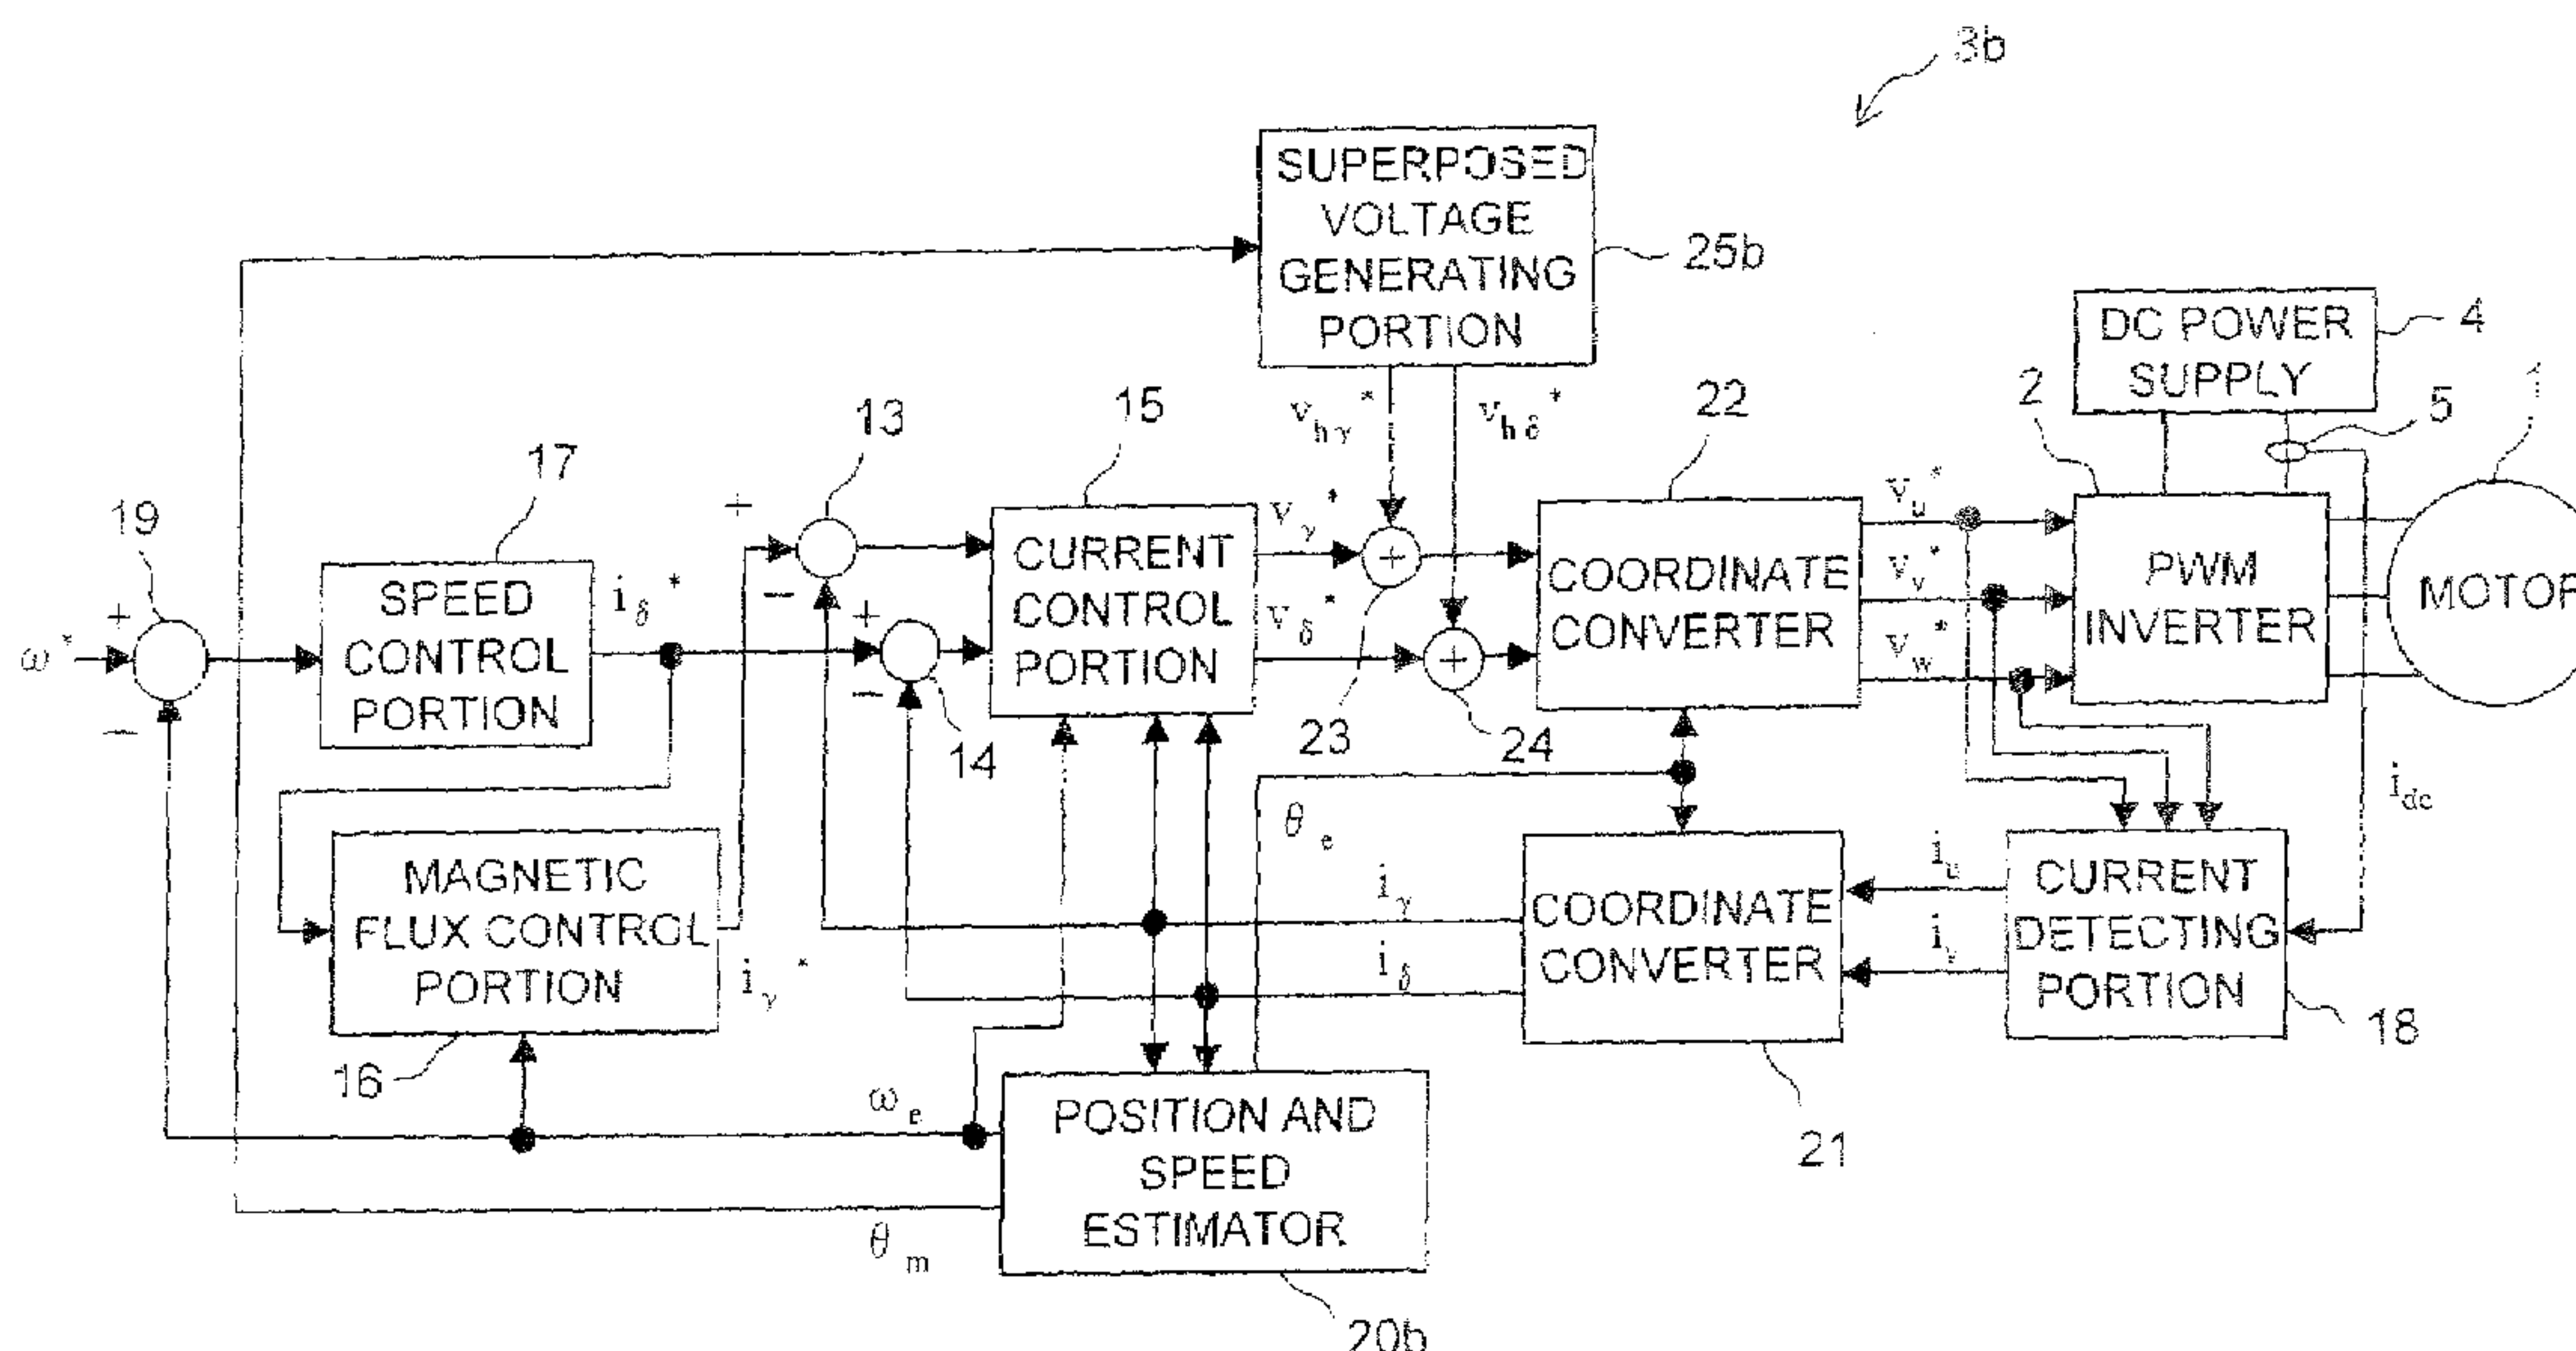 3b
SUPERPOSED
VOLTAGE
GENERATING
PORTION
25b
DC POWER
SUPPLY
4
5
1
2
22
15
13
17
19
v_hγ*
v_hδ*
+
−
ω*
SPEED
CONTROL
PORTION
i_δ*
+
−
+
−
14
CURRENT
CONTROL
PORTION
v_γ*
v_δ*
+
+
23
24
COORDINATE
CONVERTER
v_u*
v_v*
v_w*
PWM
INVERTER
MOTOR
i_dc
MAGNETIC
FLUX CONTROL
PORTION
i_γ*
16
θ_e
i_γ
i_δ
COORDINATE
CONVERTER
21
i_u
i_v
CURRENT
DETECTING
PORTION
18
ω_e
θ_m
POSITION AND
SPEED
ESTIMATOR
20b